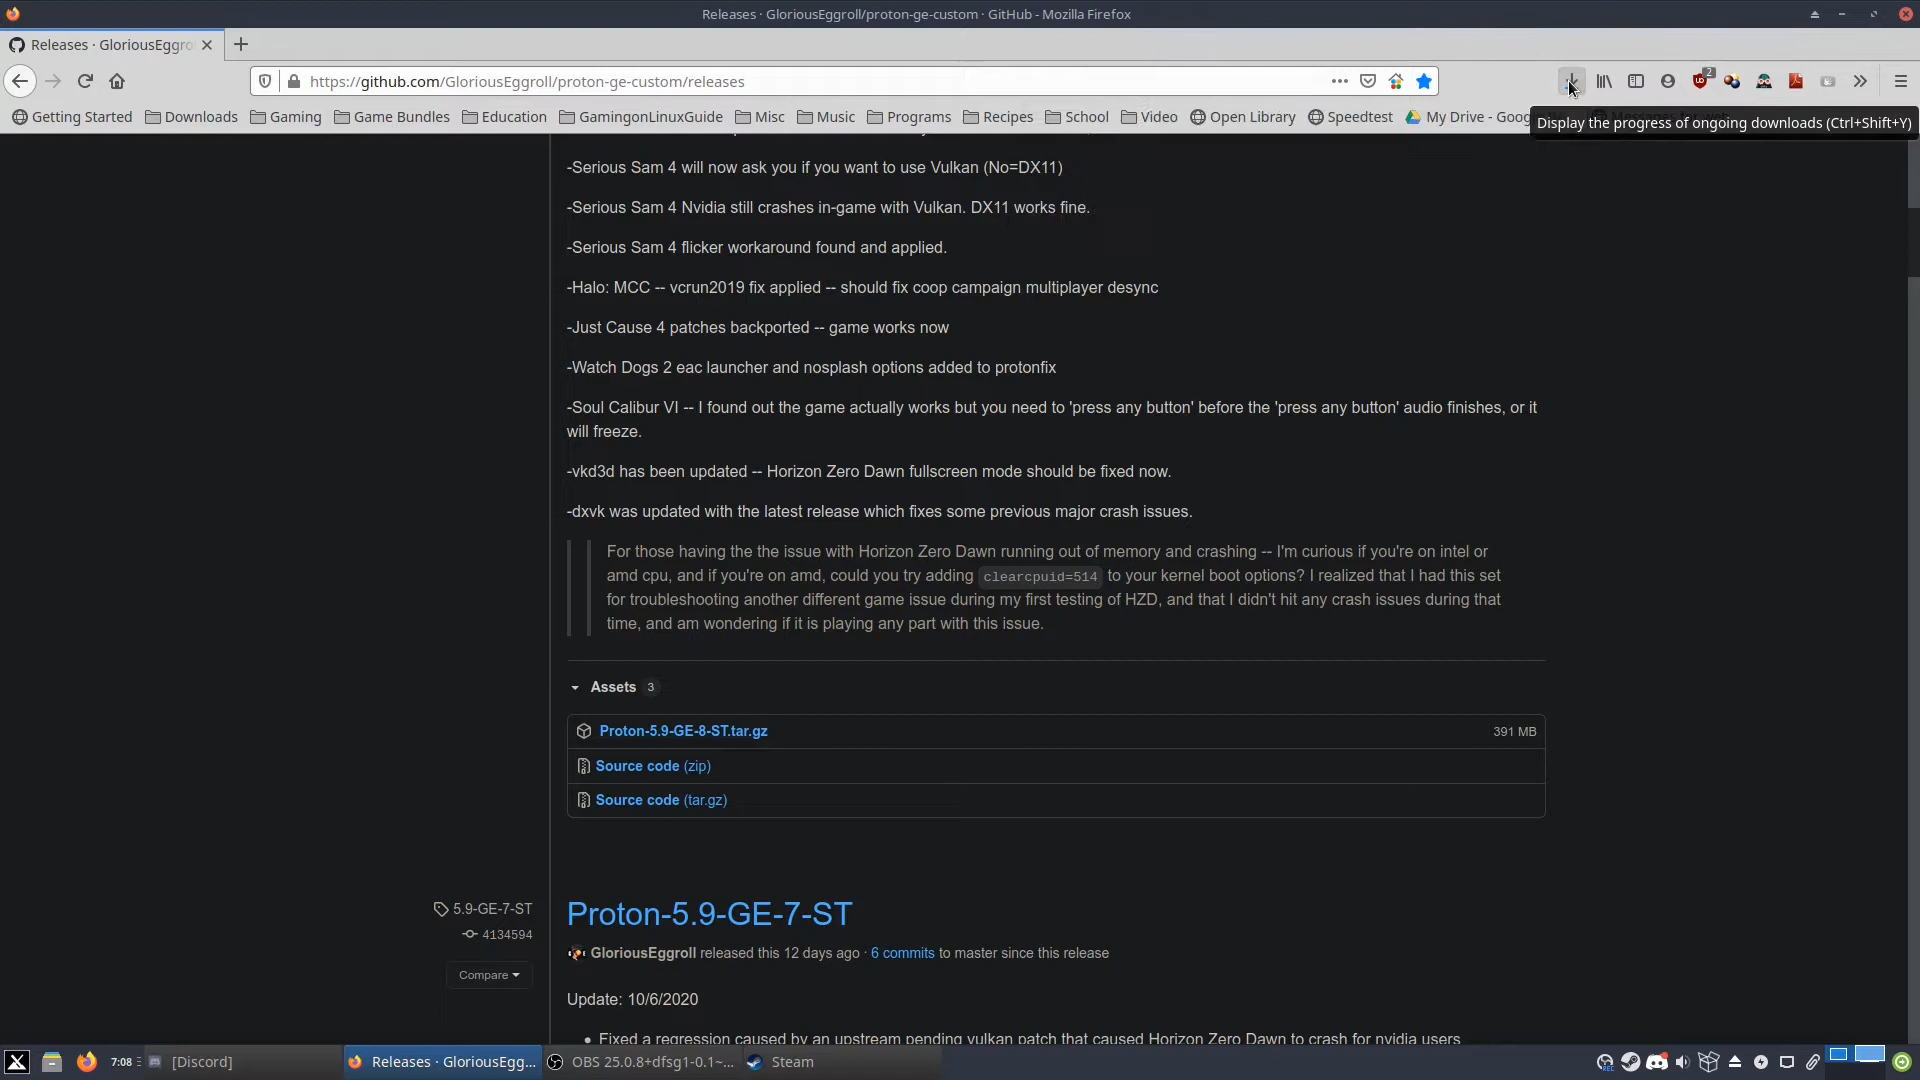 Releases · GloriousEggroll/proton-ge-custom · GitHub - Mozilla Firefox
Releases · GloriousEggro
https://github.com/GloriousEggroll/proton-ge-custom/releases
2
Getting Started
Downloads
Gaming
Game Bundles
Education
GamingonLinuxGuide
Misc
Music
Programs
Recipes
School
Video
Open Library
Speedtest
My Drive - Goog
Display the progress of ongoing downloads (Ctrl+Shift+Y)
-Serious Sam 4 will now ask you if you want to use Vulkan (No=DX11)
-Serious Sam 4 Nvidia still crashes in-game with Vulkan. DX11 works fine.
-Serious Sam 4 flicker workaround found and applied.
-Halo: MCC -- vcrun2019 fix applied -- should fix coop campaign multiplayer desync
-Just Cause 4 patches backported -- game works now
-Watch Dogs 2 eac launcher and nosplash options added to protonfix
-Soul Calibur VI -- I found out the game actually works but you need to 'press any button' before the 'press any button' audio finishes, or it
will freeze.
-vkd3d has been updated -- Horizon Zero Dawn fullscreen mode should be fixed now.
-dxvk was updated with the latest release which fixes some previous major crash issues.
For those having the the issue with Horizon Zero Dawn running out of memory and crashing -- I'm curious if you're on intel or
amd cpu, and if you're on amd, could you try adding clearcpuid=514 to your kernel boot options? I realized that I had this set
for troubleshooting another different game issue during my first testing of HZD, and that I didn't hit any crash issues during that
time, and am wondering if it is playing any part with this issue.
Assets 3
Proton-5.9-GE-8-ST.tar.gz
391 MB
Source code (zip)
Source code (tar.gz)
5.9-GE-7-ST
4134594
Compare
Proton-5.9-GE-7-ST
GloriousEggroll released this 12 days ago · 6 commits to master since this release
Update: 10/6/2020
Fixed a regression caused by an upstream pending vulkan patch that caused Horizon Zero Dawn to crash for nvidia users
7:08
[Discord]
Releases · GloriousEgg...
OBS 25.0.8+dfsg1-0.1~...
Steam